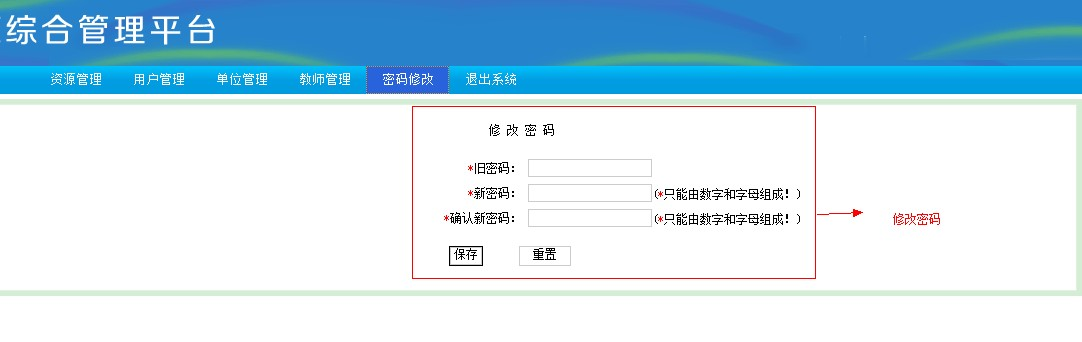 综合管理平台
资源管理 用户管理 单位管理 教师管理 密码修改 退出系统
修 改 密 码
*旧密码:
*新密码: (*只能由数字和字母组成! )
*确认新密码: (*只能由数字和字母组成! )
修改密码
保存 重置